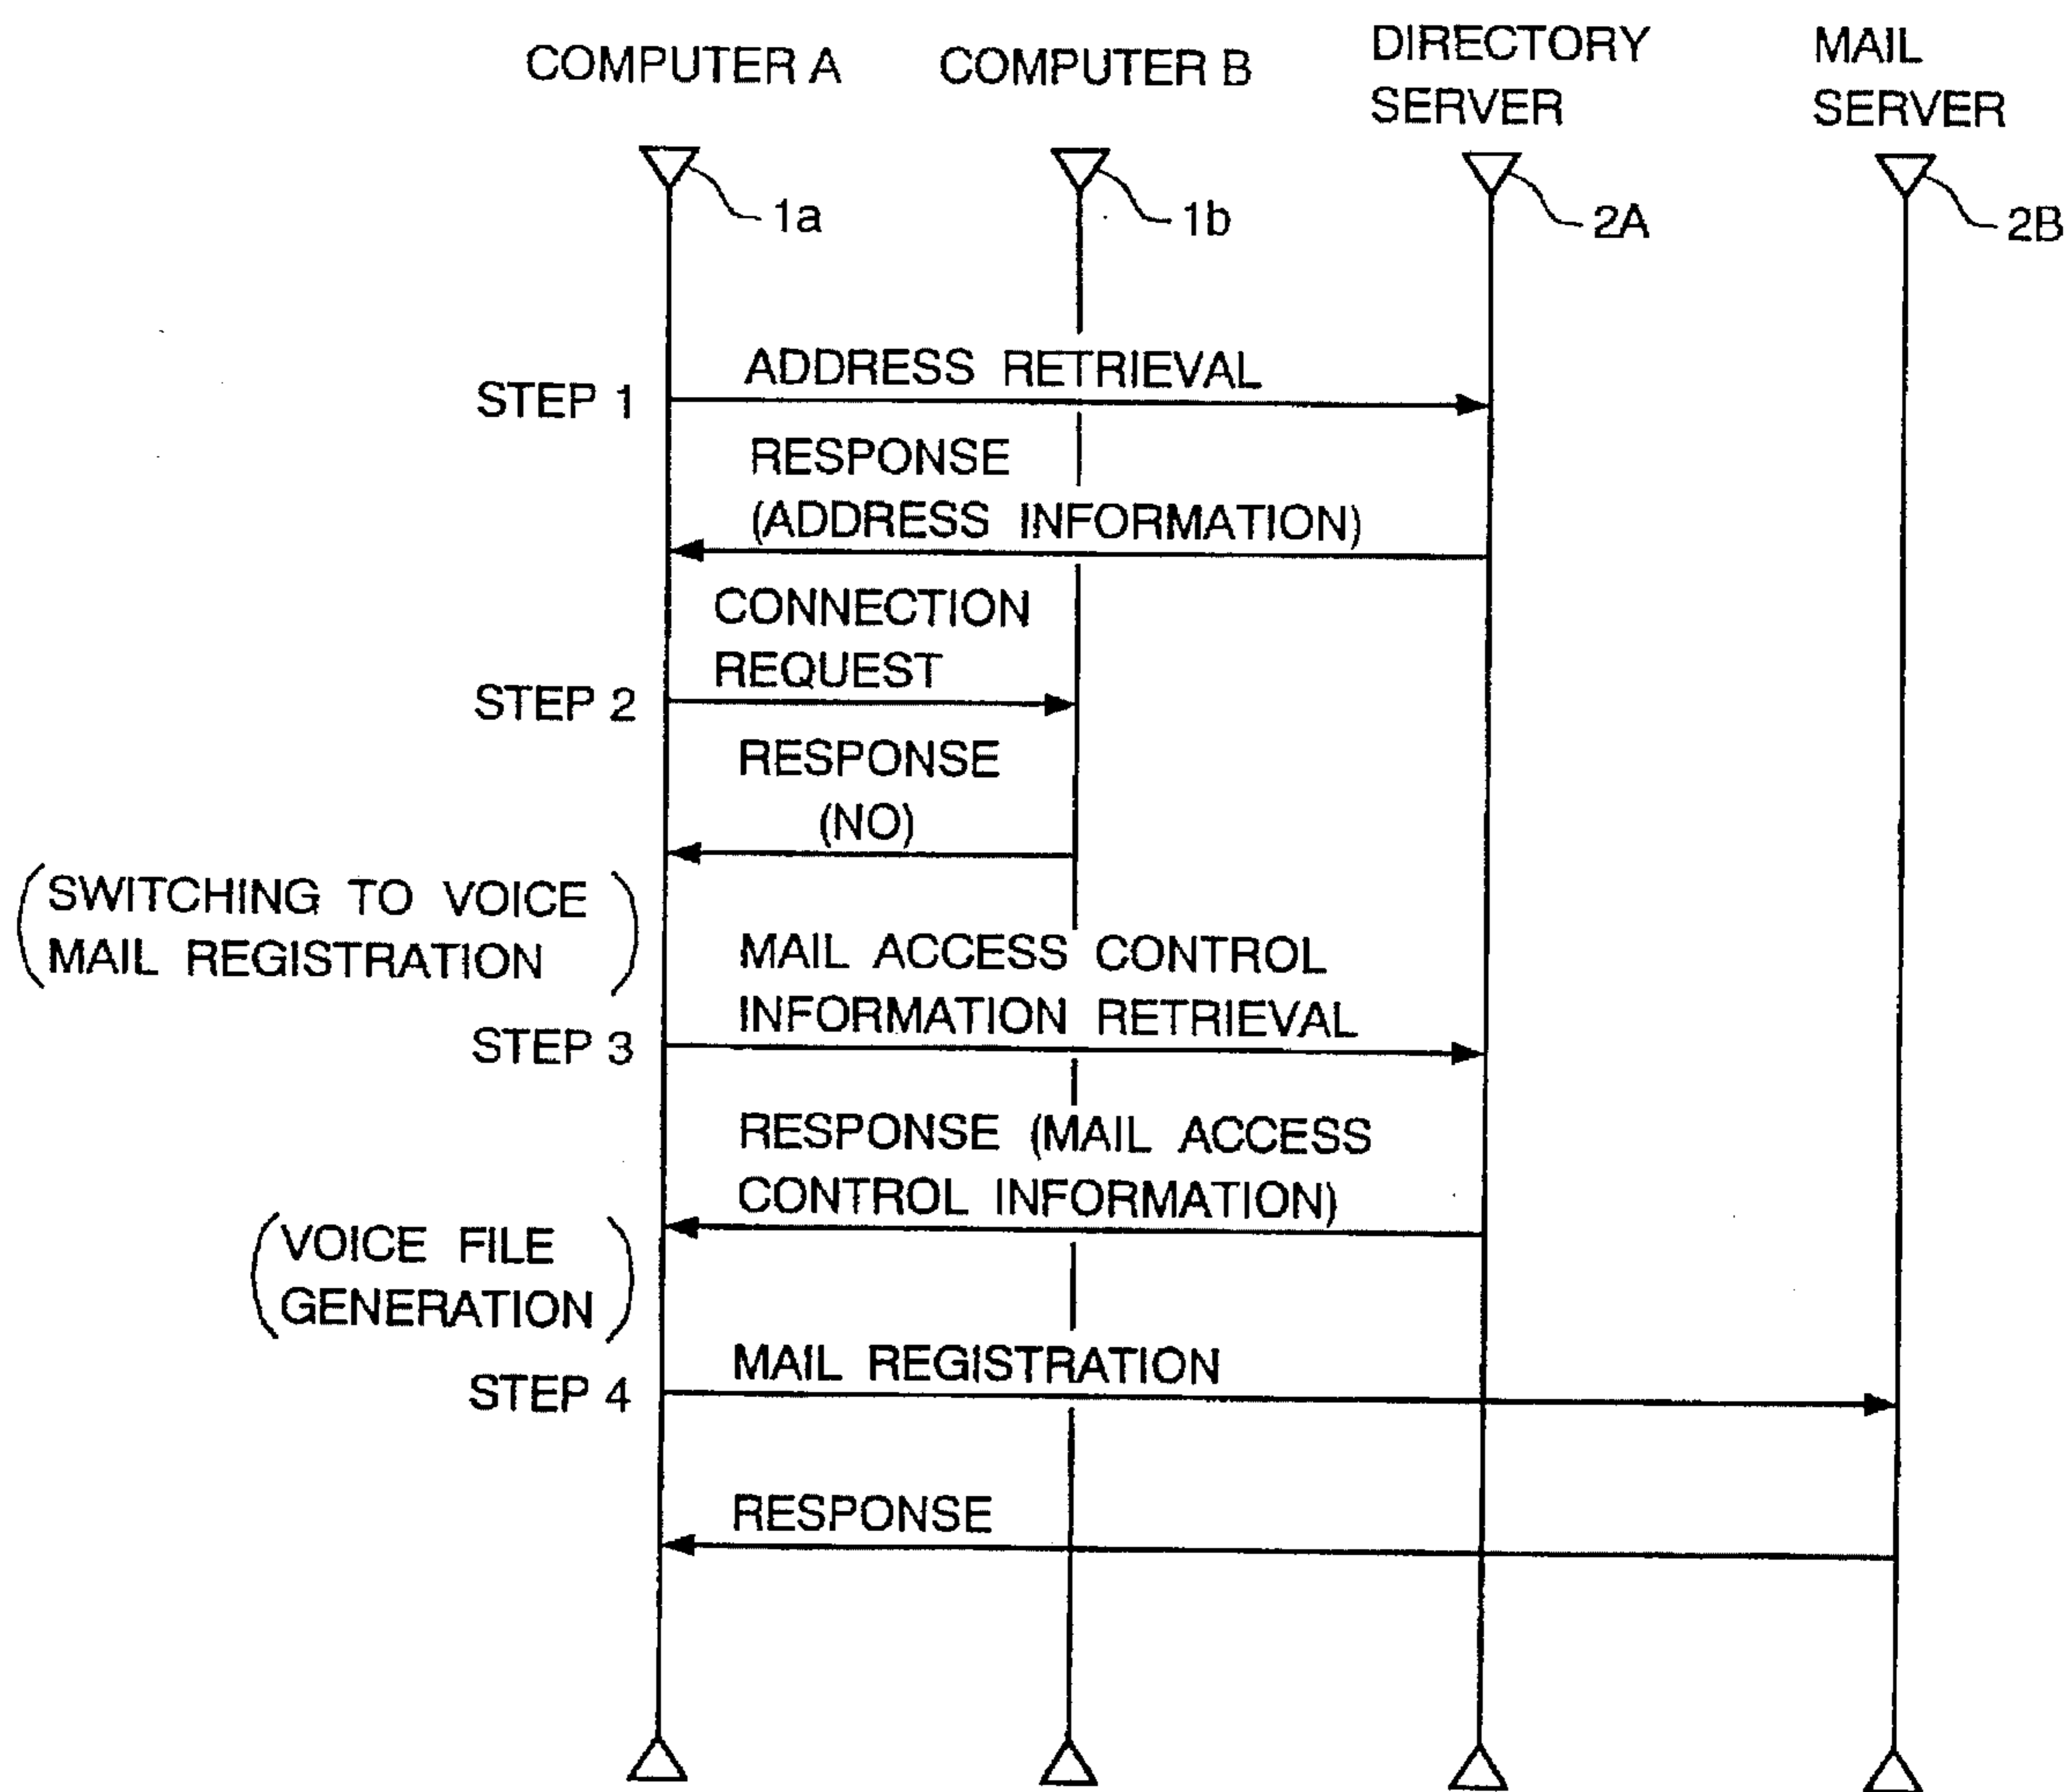 COMPUTER A
COMPUTER B
DIRECTORY
SERVER
MAIL
SERVER
1a
1b
2A
2B
ADDRESS RETRIEVAL
STEP 1
RESPONSE
(ADDRESS INFORMATION)
CONNECTION
REQUEST
STEP 2
RESPONSE
(NO)
(SWITCHING TO VOICE
MAIL REGISTRATION)
MAIL ACCESS CONTROL
INFORMATION RETRIEVAL
STEP 3
RESPONSE (MAIL ACCESS
CONTROL INFORMATION)
(VOICE FILE
GENERATION)
MAIL REGISTRATION
STEP 4
RESPONSE